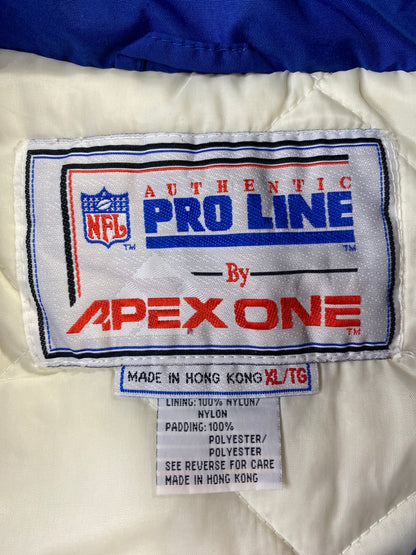 AUTHENTIC
NFL PRO LINE
TM TM
By
APEX ONE TM
MADE IN HONG KONG XL/TG
LINING: 100% NYLON/
NYLON
PADDING: 100%
POLYESTER/
POLYESTER
SEE REVERSE FOR CARE
MADE IN HONG KONG